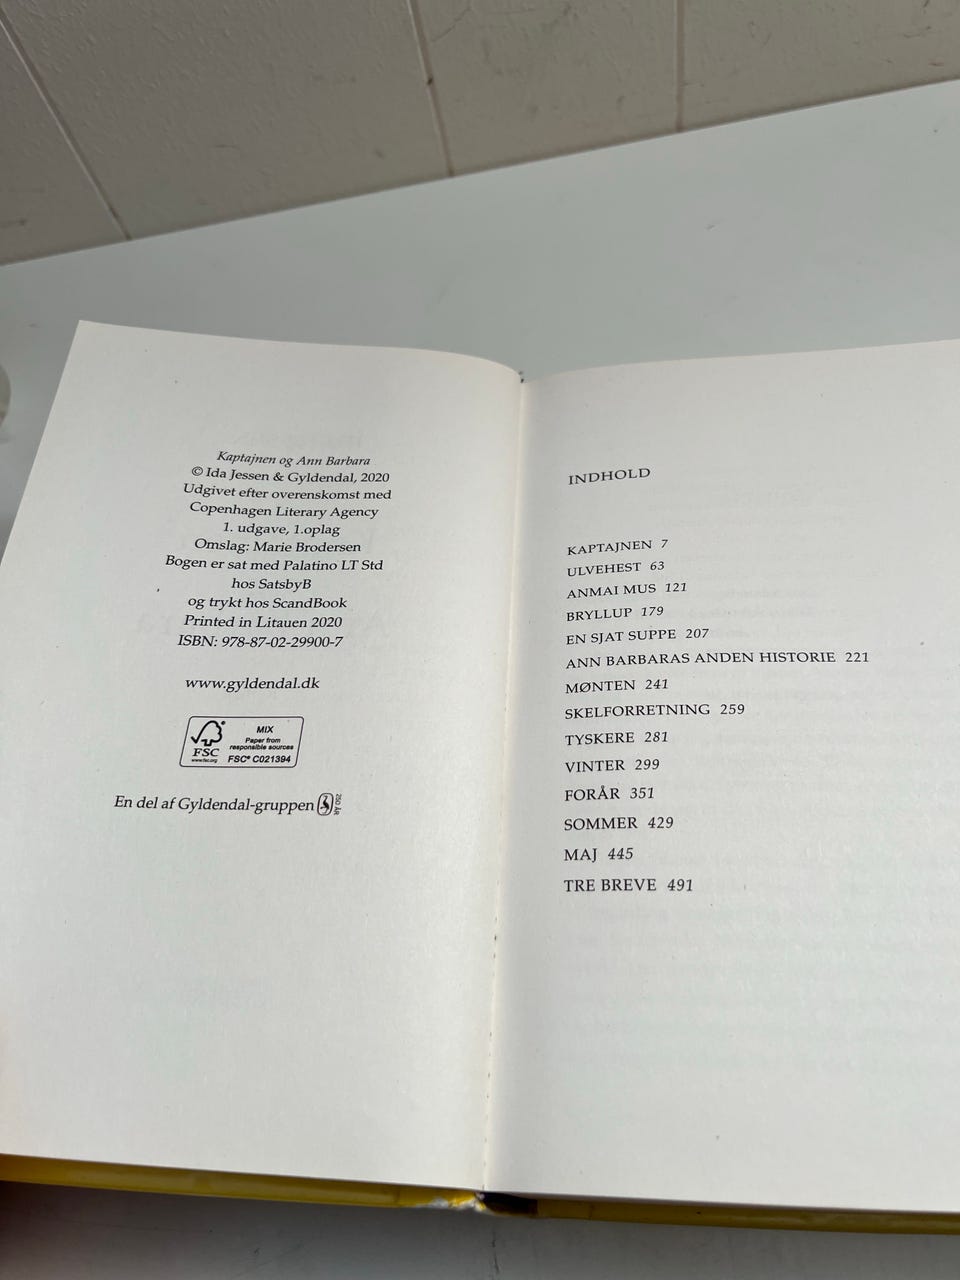 Kaptajnen og Ann Barbara
© Ida Jessen & Gyldendal, 2020
Udgivet efter overenskomst med
Copenhagen Literary Agency
1. udgave, 1.oplag
Omslag: Marie Brodersen
Bogen er sat med Palatino LT Std
hos SatsbyB
og trykt hos ScandBook
Printed in Litauen 2020
ISBN: 978-87-02-29900-7
www.gyldendal.dk
FSC
www.fsc.org
MIX
Paper from
responsible sources
FSC® C021394
En del af Gyldendal-gruppen
250 ÅR
INDHOLD
KAPTAJNEN 7
ULVEHEST 63
ANMAI MUS 121
BRYLLUP 179
EN SJAT SUPPE 207
ANN BARBARAS ANDEN HISTORIE 221
MØNTEN 241
SKELFORRETNING 259
TYSKERE 281
VINTER 299
FORÅR 351
SOMMER 429
MAJ 445
TRE BREVE 491